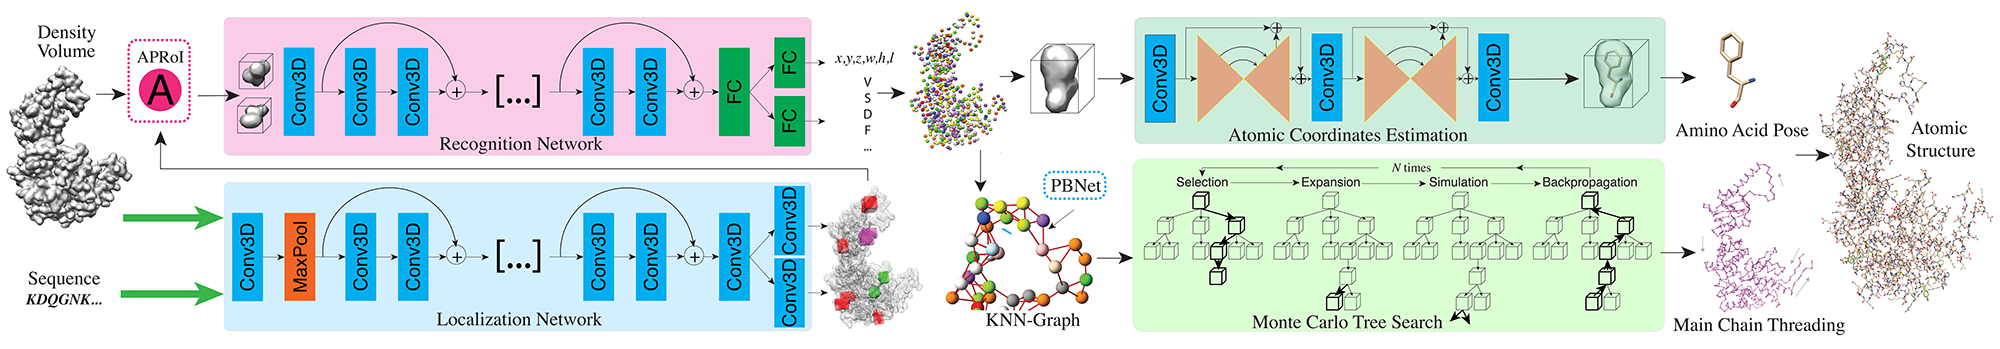 Density
Volume
APRoI
A
Conv3D
Conv3D
Conv3D
[...]
Conv3D
Conv3D
FC
FC
FC
Recognition Network
x,y,z,w,h,l
V
S
D
F
...
Conv3D
Conv3D
Conv3D
Atomic Coordinates Estimation
Amino Acid Pose
Atomic
Structure
Sequence
KDQGNK...
Conv3D
MaxPool
Conv3D
Conv3D
[...]
Conv3D
Conv3D
Conv3D
Conv3D
Conv3D
Localization Network
PBNet
KNN-Graph
N times
Selection
Expansion
Simulation
Backpropagation
Monte Carlo Tree Search
Main Chain Threading